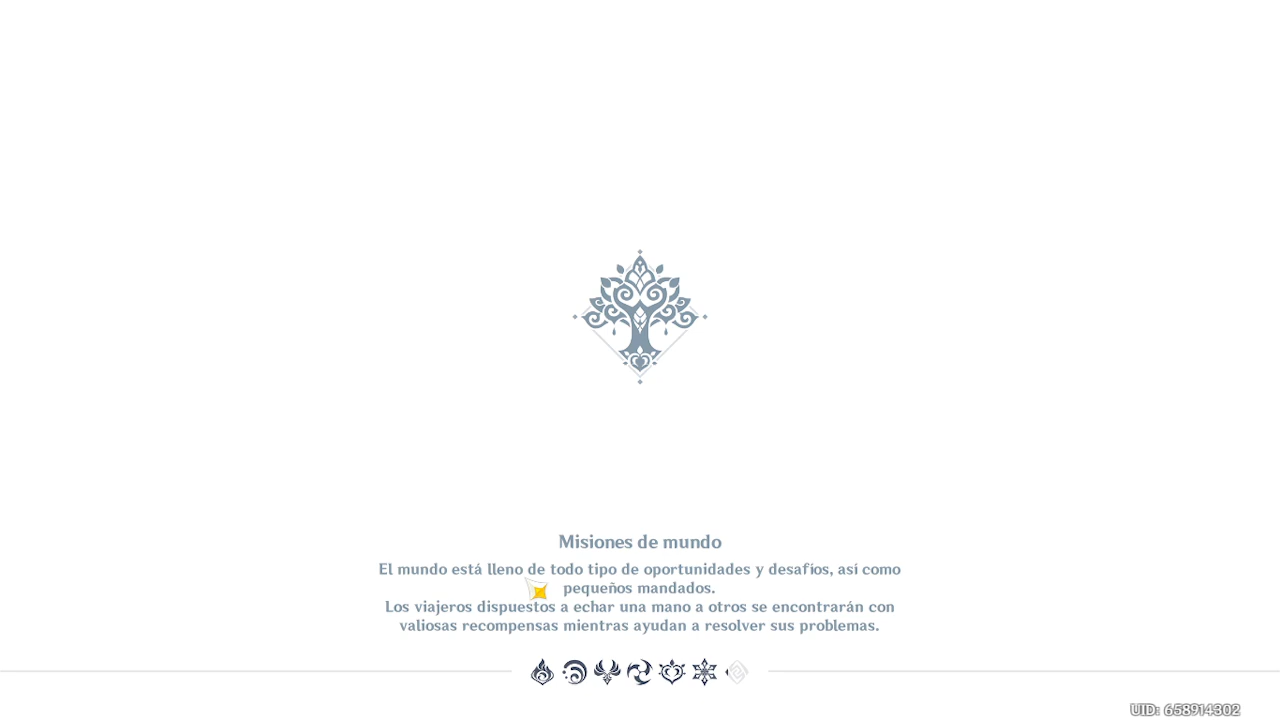 Misiones de mundo
El mundo está lleno de todo tipo de oportunidades y desafíos, así como
pequeños mandados.
Los viajeros dispuestos a echar una mano a otros se encontrarán con
valiosas recompensas mientras ayudan a resolver sus problemas.
UID: 658914302